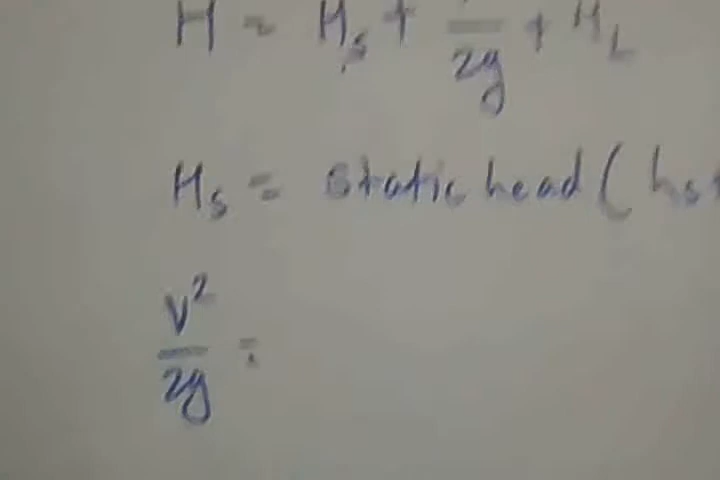 H = Hs + /2g + HL
Hs = Static head (hs
V²/2g =